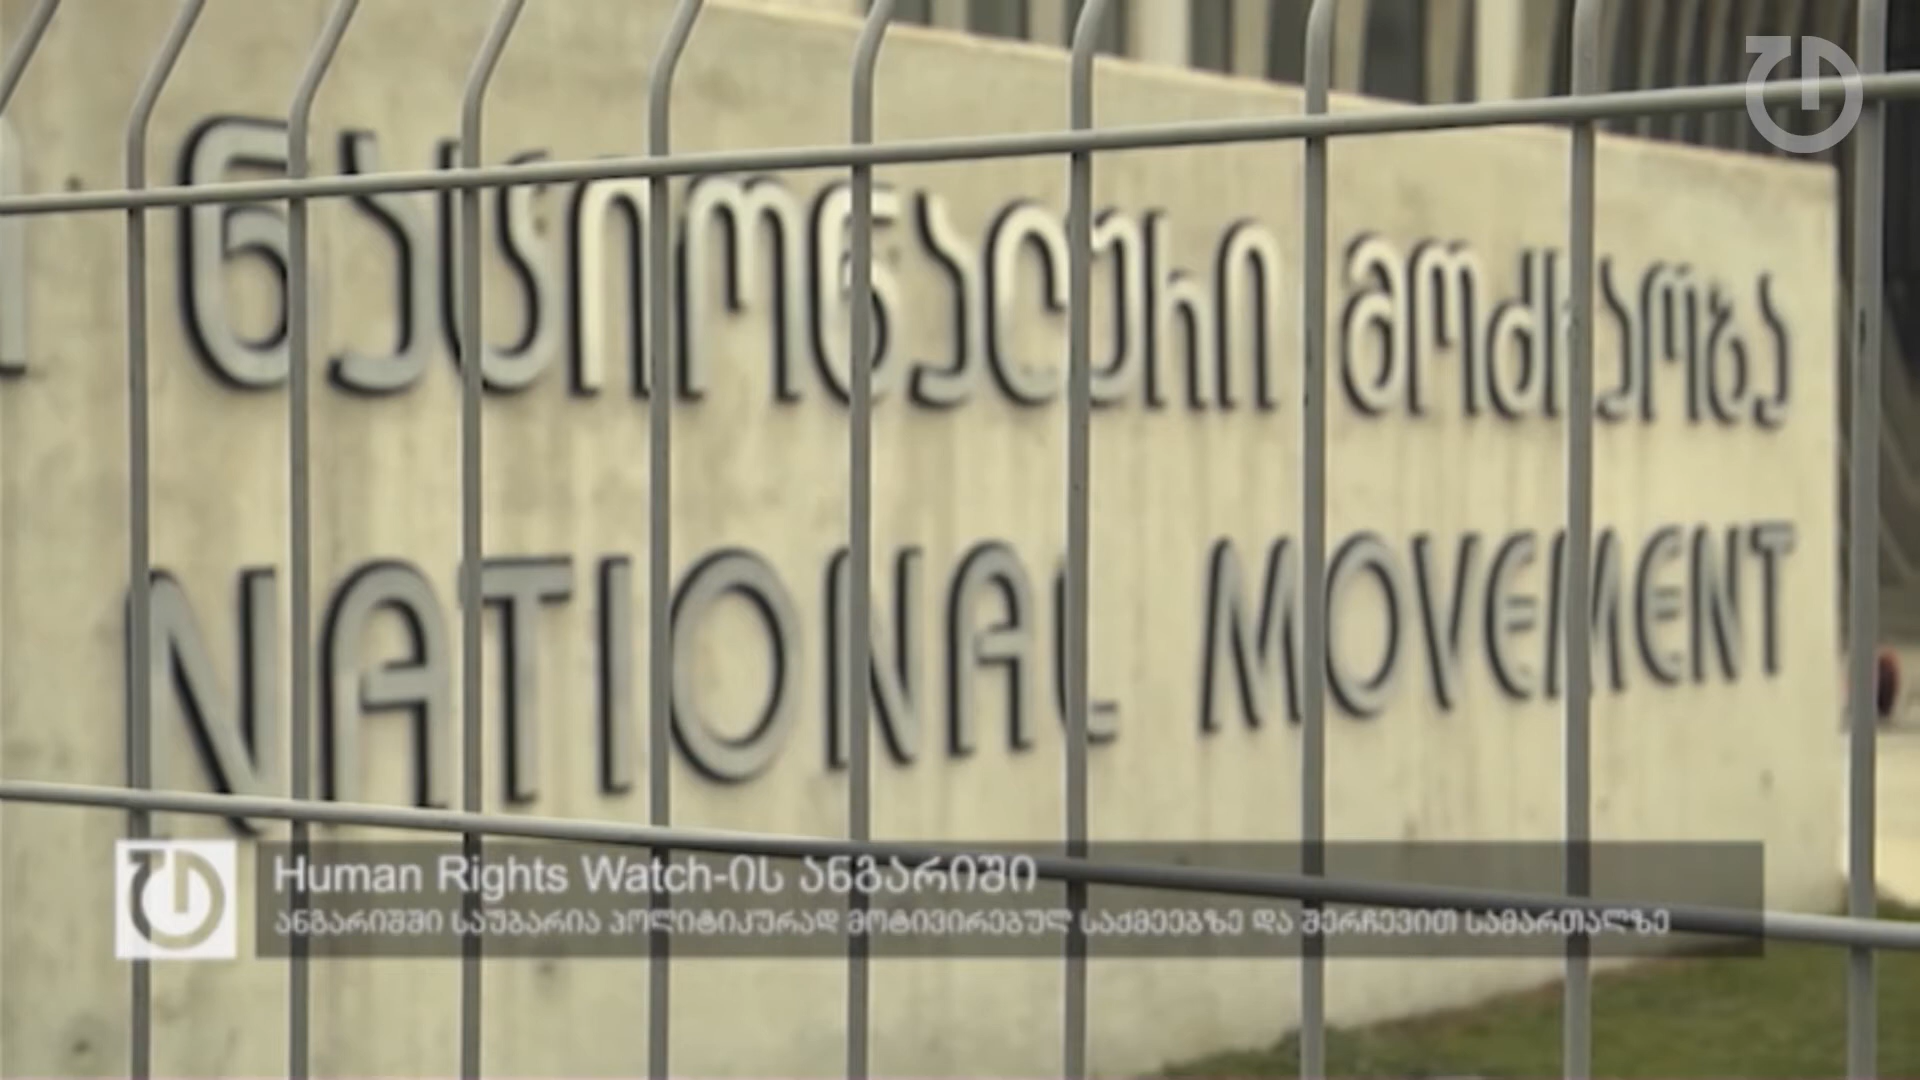 ნაციონალური მოძრაობა
NATIONAL MOVEMENT
Human Rights Watch-ის ანგარიში
ანგარიშში საუბარია პოლიტიკურად მოტივირებულ საქმეებზე და შერჩევით სამართალზე